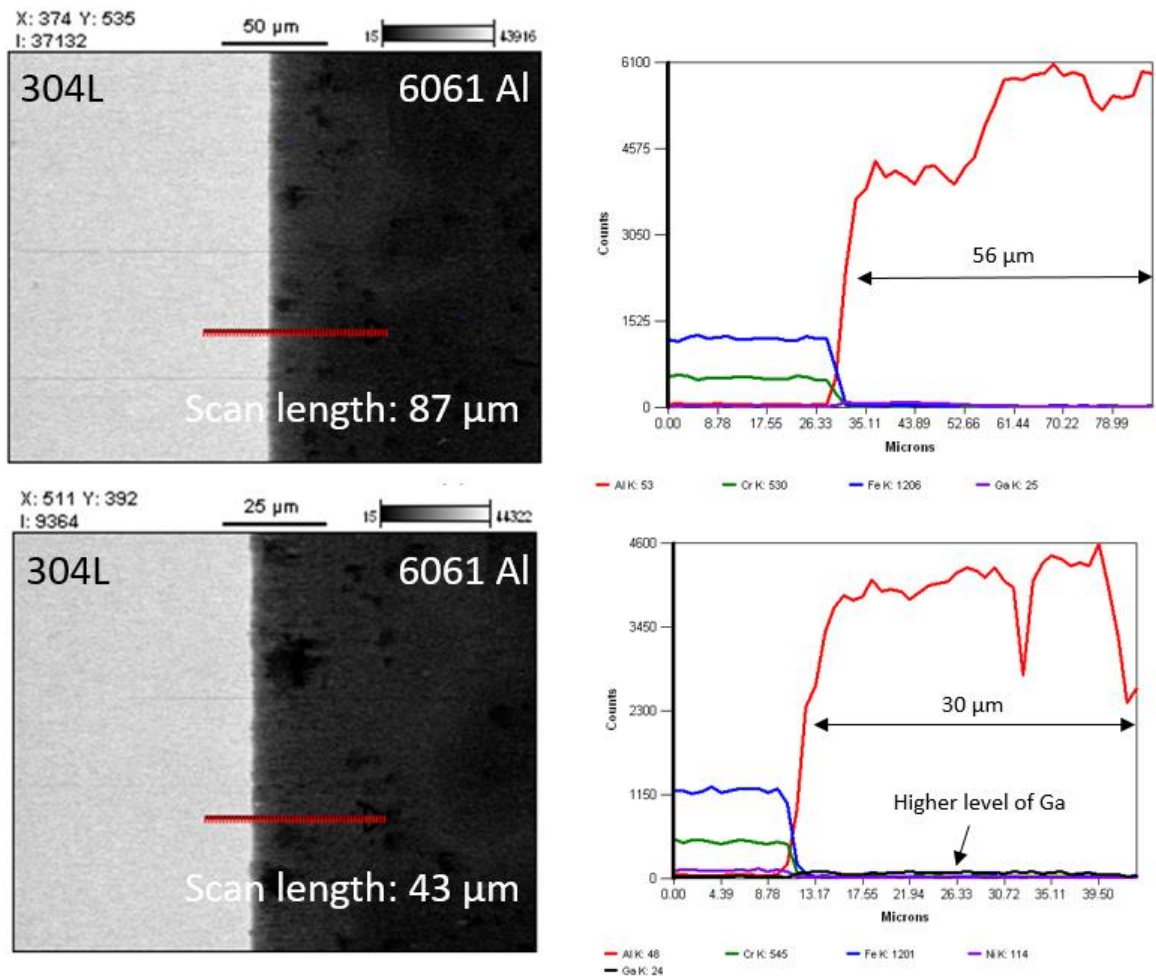 X: 374 Y: 535
I: 37132
50 µm
15
43916
304L
6061 Al
Scan length: 87 µm
6100
4575
3050
1525
0
Counts
56 µm
0.00 8.78 17.55 26.33 35.11 43.89 52.66 61.44 70.22 78.99
Microns
Al K: 53 Cr K: 530 Fe K: 1206 Ga K: 25
X: 511 Y: 392
I: 9364
25 µm
15
44322
304L
6061 Al
Scan length: 43 µm
4600
3450
2300
1150
0
Counts
30 µm
Higher level of Ga
0.00 4.39 8.78 13.17 17.55 21.94 26.33 30.72 35.11 39.50
Microns
Al K: 48 Cr K: 545 Fe K: 1201 Ni K: 114
Ga K: 24